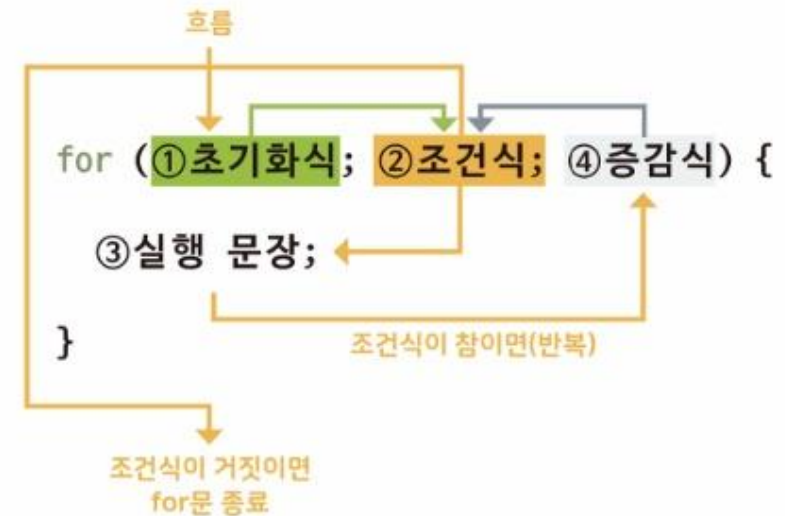 흐름
for (①초기화식; ②조건식; ④증감식) {
③실행 문장;
}
조건식이 참이면(반복)
조건식이 거짓이면
for문 종료